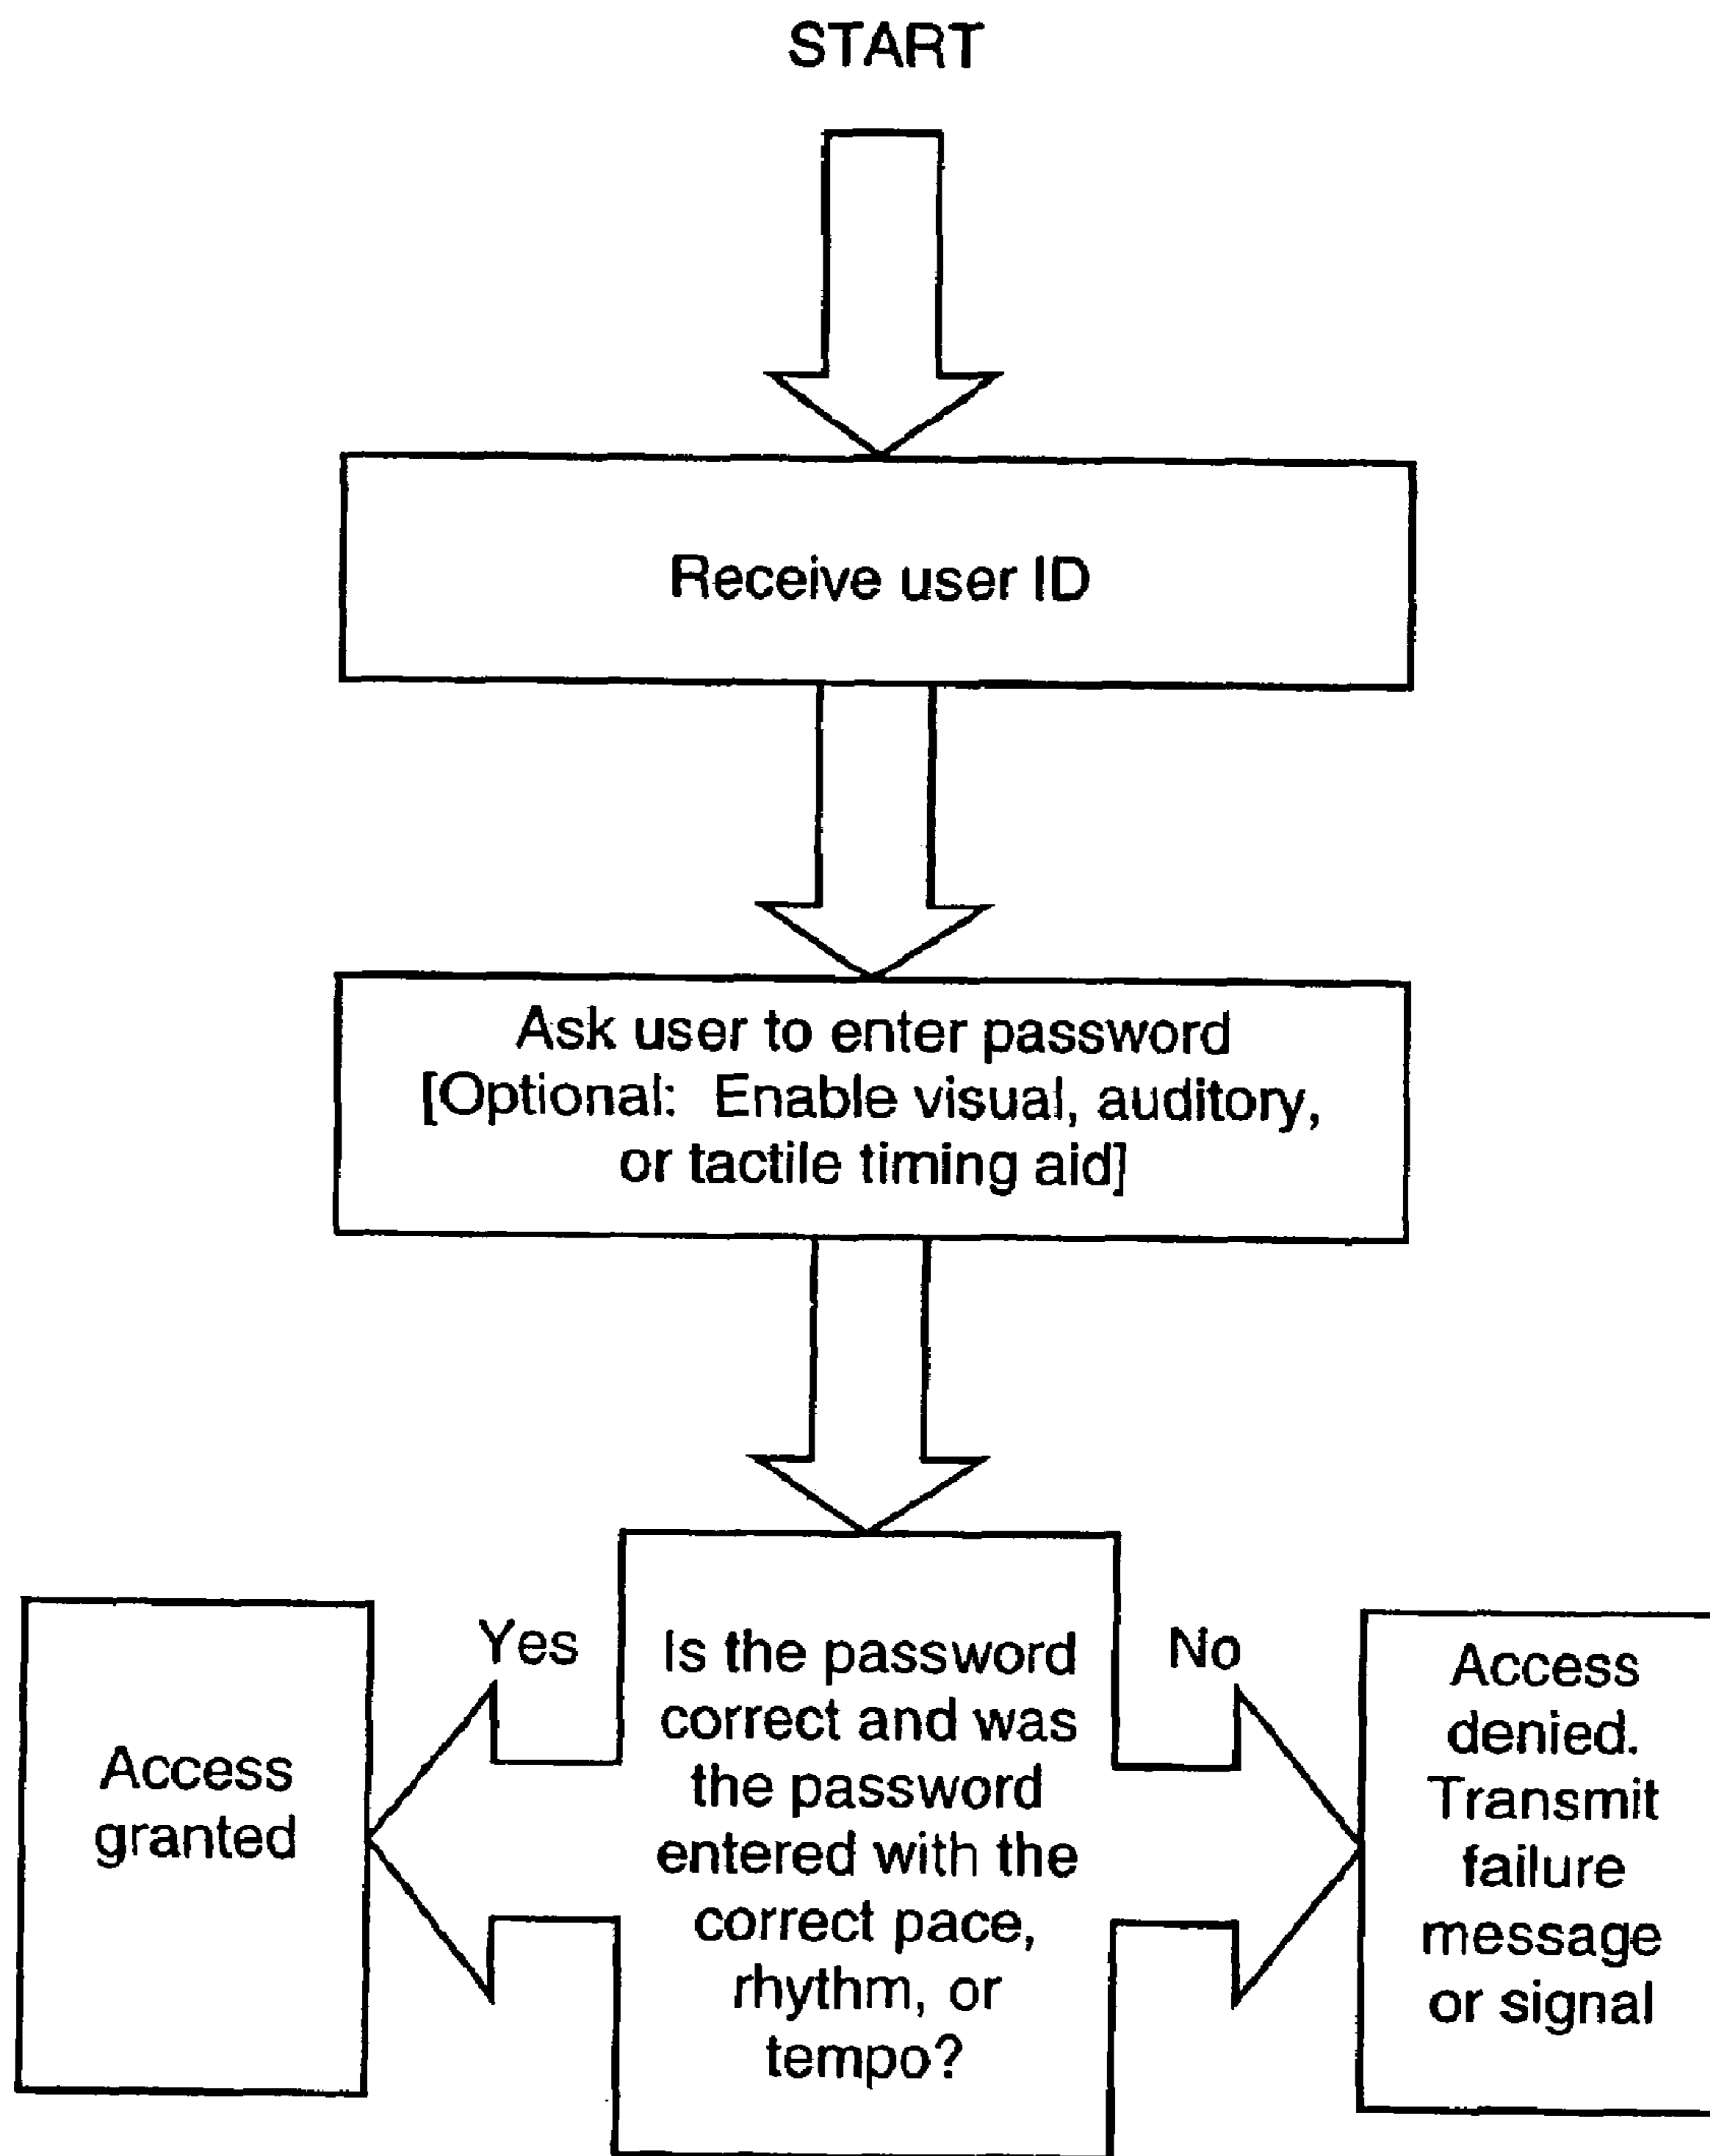 START
Receive user ID
Ask user to enter password
[Optional:  Enable visual, auditory,
or tactile timing aid]
Yes
No
Access
granted
Is the password
correct and was
the password
entered with the
correct pace,
rhythm, or
tempo?
Access
denied.
Transmit
failure
message
or signal